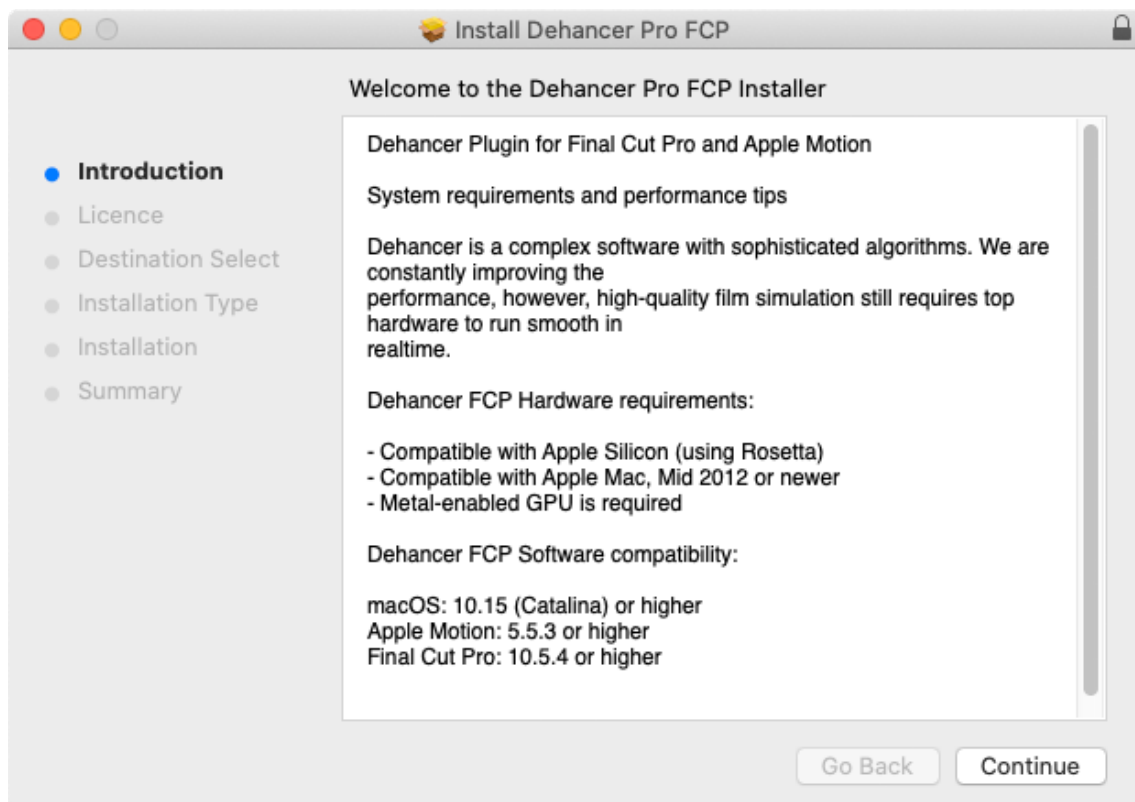 Install Dehancer Pro FCP
Welcome to the Dehancer Pro FCP Installer
Introduction
Licence
Destination Select
Installation Type
Installation
Summary
Dehancer Plugin for Final Cut Pro and Apple Motion
System requirements and performance tips
Dehancer is a complex software with sophisticated algorithms. We are
constantly improving the
performance, however, high-quality film simulation still requires top
hardware to run smooth in
realtime.
Dehancer FCP Hardware requirements:
- Compatible with Apple Silicon (using Rosetta)
- Compatible with Apple Mac, Mid 2012 or newer
- Metal-enabled GPU is required
Dehancer FCP Software compatibility:
macOS: 10.15 (Catalina) or higher
Apple Motion: 5.5.3 or higher
Final Cut Pro: 10.5.4 or higher
Go Back
Continue